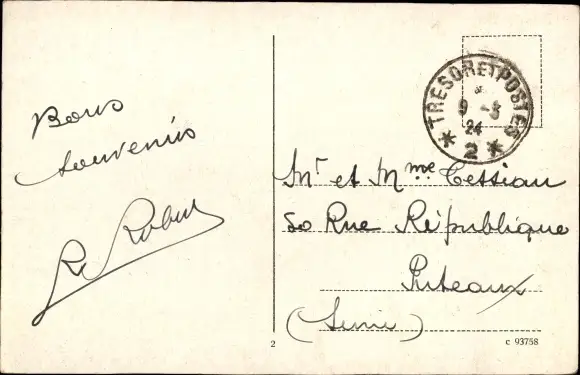 Bons
souvenirs
R Robert
TRESOR ET POSTES
9 -3
24
* 2 *
Mr et Mme Tessian
50 Rue République
Puteaux
(Seine)
2
c 93758